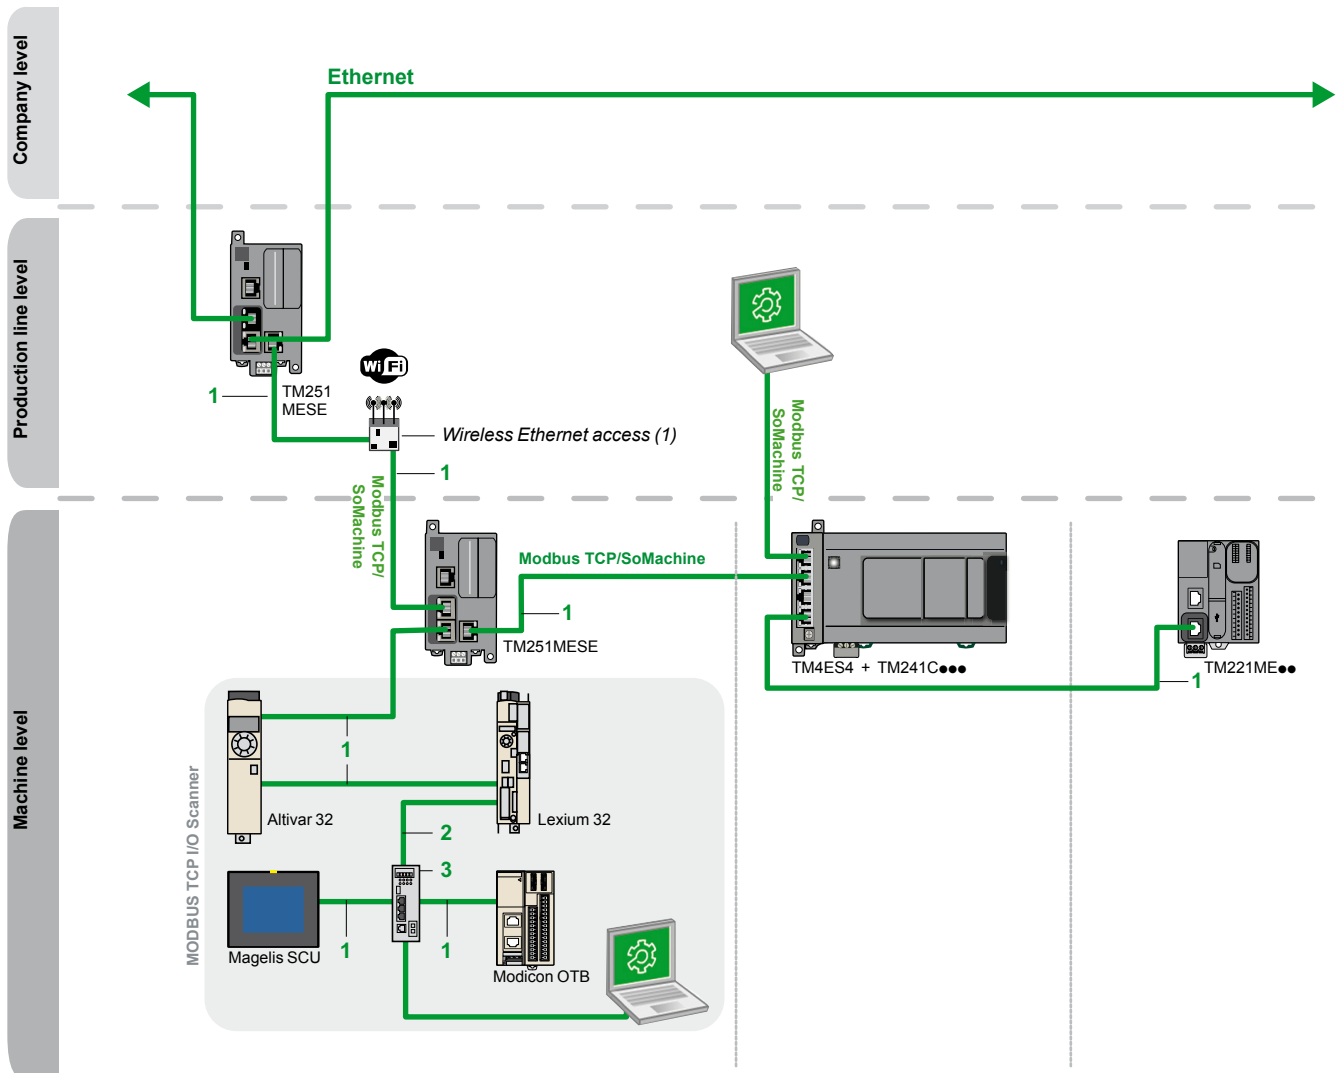 Company level
Ethernet
Production line level
1
TM251
MESE
Wi Fi
Wireless Ethernet access (1)
1
Modbus TCP/
SoMachine
Modbus TCP/
SoMachine
Machine level
Modbus TCP/SoMachine
1
TM251MESE
TM4ES4 + TM241C●●●
TM221ME●●
1
MODBUS TCP I/O Scanner
1
Altivar 32
Lexium 32
2
3
Magelis SCU
1
1
Modicon OTB